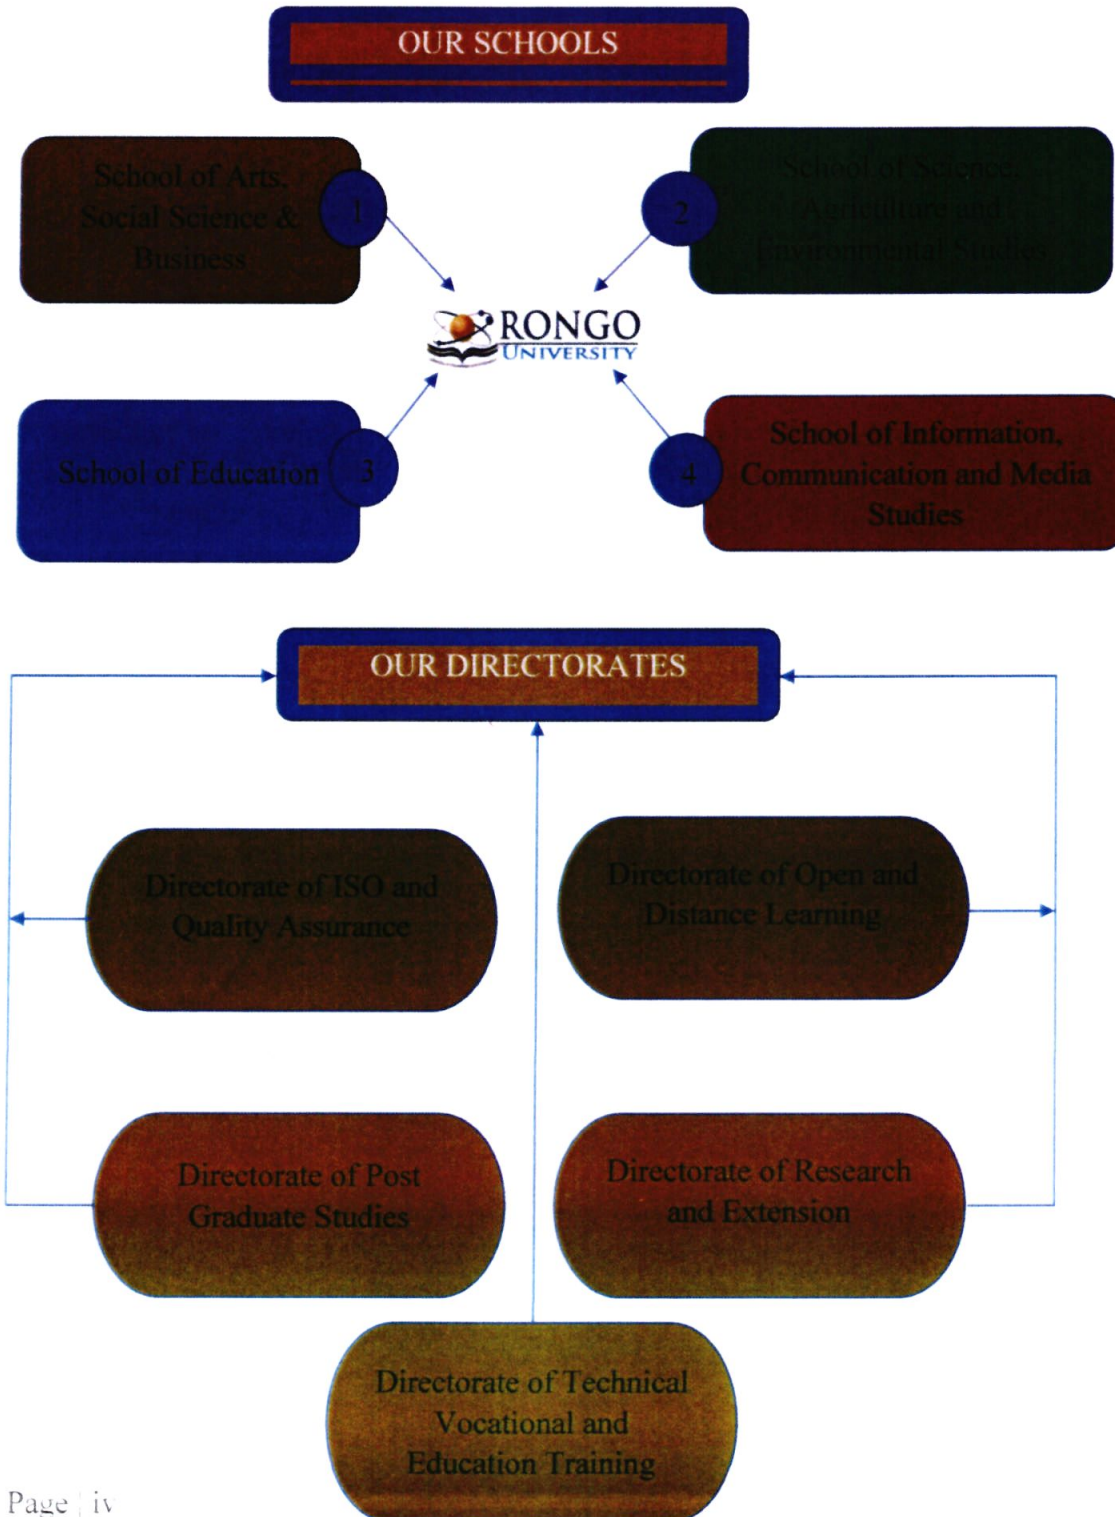 OUR SCHOOLS
School of Arts,
Social Science &
Business
1
2
School of Science,
Agriculture and
Environmental Studies
RONGO
UNIVERSITY
School of Education
3
4
School of Information,
Communication and Media
Studies
OUR DIRECTORATES
Directorate of ISO and
Quality Assurance
Directorate of Open and
Distance Learning
Directorate of Post
Graduate Studies
Directorate of Research
and Extension
Directorate of Technical
Vocational and
Education Training
Page | iv